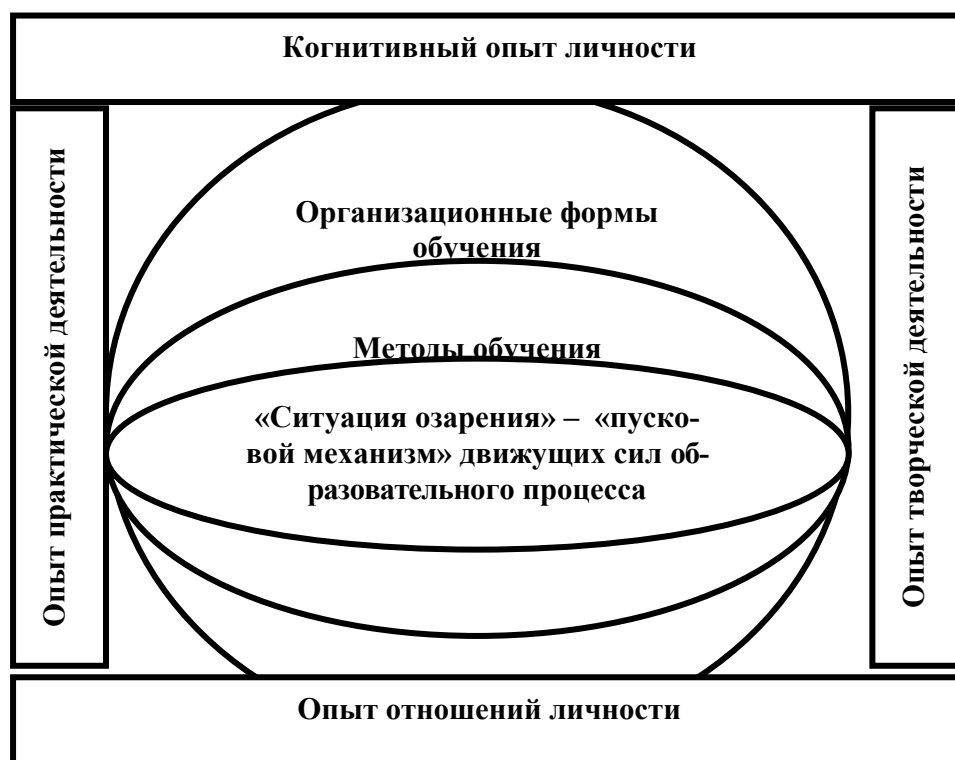 Когнитивный опыт личности
Опыт практической деятельности
Организационные формы
обучения
Методы обучения
«Ситуация озарения» – «пуско-
вой механизм» движущих сил об-
разовательного процесса
Опыт творческой деятельности
Опыт отношений личности